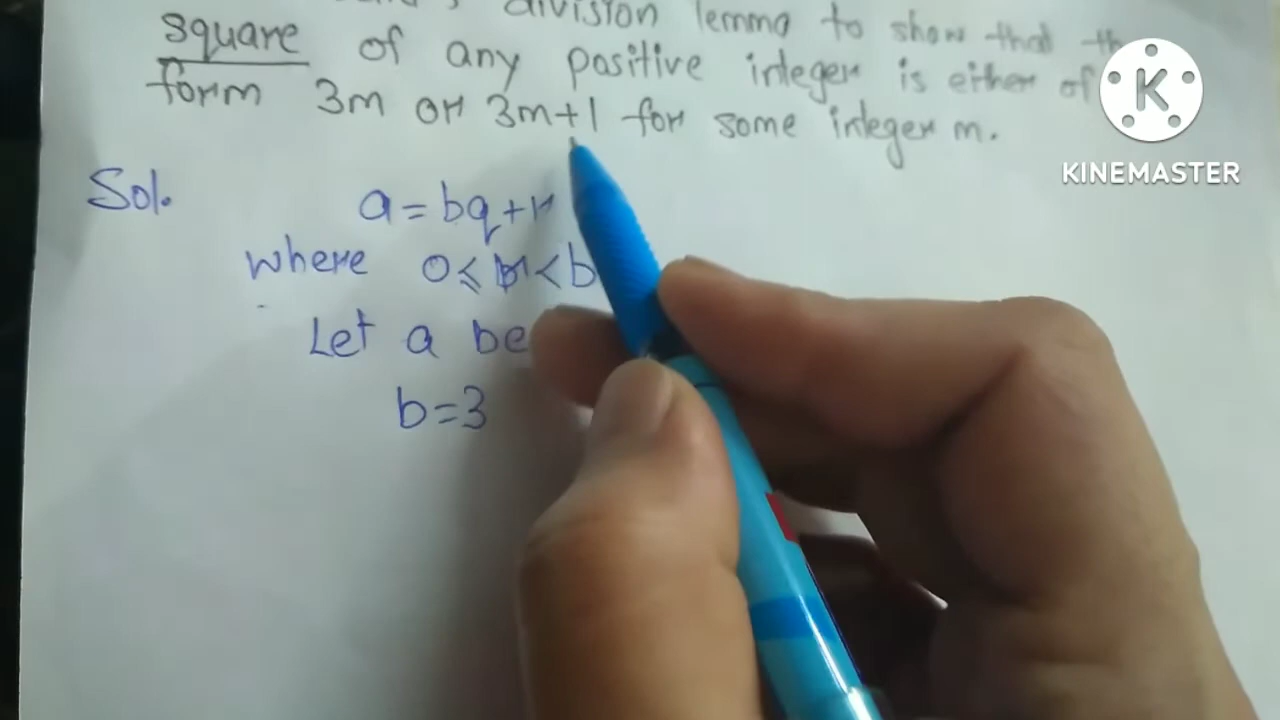 division lemma to show that
square of any positive integer is either of
form 3m or 3m+1 for some integer m.
Sol.
a=bq+r
where 0≤r<b
Let a be
b=3
K
KINEMASTER